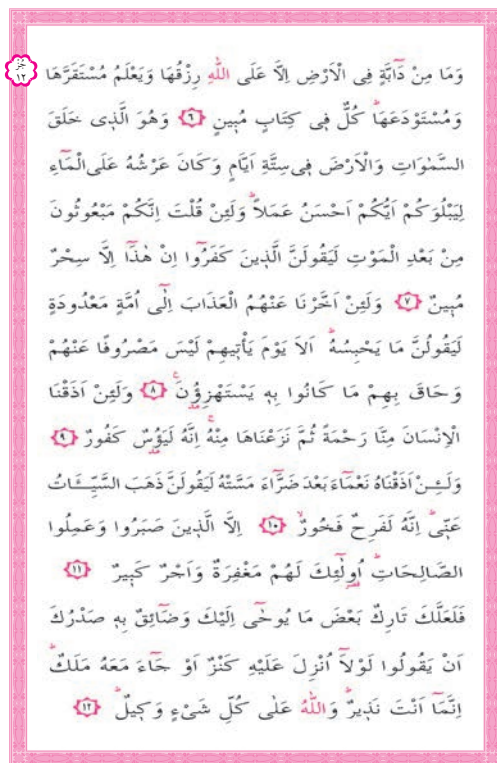 جزء
١٢
وَمَا مِنْ دَٓابَّةٍ فِى الْاَرْضِ اِلَّا عَلَى اللّٰهِ رِزْقُهَا وَيَعْلَمُ مُسْتَقَرَّهَا
وَمُسْتَوْدَعَهَاۜ كُلٌّ ف۪ى كِتَابٍ مُب۪ينٍ ﴿٦﴾ وَهُوَ الَّذ۪ى خَلَقَ
السَّمٰوَاتِ وَالْاَرْضَ ف۪ى سِتَّةِ اَيَّامٍ وَكَانَ عَرْشُهُ عَلَى الْمَٓاءِ
لِيَبْلُوَكُمْ اَيُّكُمْ اَحْسَنُ عَمَلاًۜ وَلَئِنْ قُلْتَ اِنَّكُمْ مَبْعُوثُونَ
مِنْ بَعْدِ الْمَوْتِ لَيَقُولَنَّ الَّذ۪ينَ كَفَرُٓوا اِنْ هٰذَٓا اِلَّا سِحْرٌ
مُب۪ينٌ ﴿٧﴾ وَلَئِنْ اَخَّرْنَا عَنْهُمُ الْعَذَابَ اِلٰٓى اُمَّةٍ مَعْدُودَةٍ
لَيَقُولُنَّ مَا يَحْبِسُهُۜ اَلَا يَوْمَ يَأْت۪يهِمْ لَيْسَ مَصْرُوفًا عَنْهُمْ
وَحَاقَ بِهِمْ مَا كَانُوا بِه۪ يَسْتَهْزِؤُ۫نَ۟ ﴿٨﴾ وَلَئِنْ اَذَقْنَا
الْاِنْسَانَ مِنَّا رَحْمَةً ثُمَّ نَزَعْنَاهَا مِنْهُۚ اِنَّهُ لَيَؤُ۫سٌ كَفُورٌ ﴿٩﴾
وَلَئِنْ اَذَقْنَاهُ نَعْمَٓاءَ بَعْدَ ضَرَّٓاءَ مَسَّتْهُ لَيَقُولَنَّ ذَهَبَ السَّيِّـَٔاتُ
عَنّ۪ىۜ اِنَّهُ لَفَرِحٌ فَخُورٌۙ ﴿١٠﴾ اِلَّا الَّذ۪ينَ صَبَرُوا وَعَمِلُوا
الصَّالِحَاتِۜ اُو۬لٰٓئِكَ لَهُمْ مَغْفِرَةٌ وَاَجْرٌ كَب۪يرٌ ﴿١١﴾
فَلَعَلَّكَ تَارِكٌ بَعْضَ مَا يُوحٰٓى اِلَيْكَ وَضَٓائِقٌ بِه۪ صَدْرُكَ
اَنْ يَقُولُوا لَوْلَٓا اُنْزِلَ عَلَيْهِ كَنْزٌ اَوْ جَٓاءَ مَعَهُ مَلَكٌۜ
اِنَّمَٓا اَنْتَ نَذ۪يرٌۜ وَاللّٰهُ عَلٰى كُلِّ شَىْءٍ وَك۪يلٌۜ ﴿١٢﴾